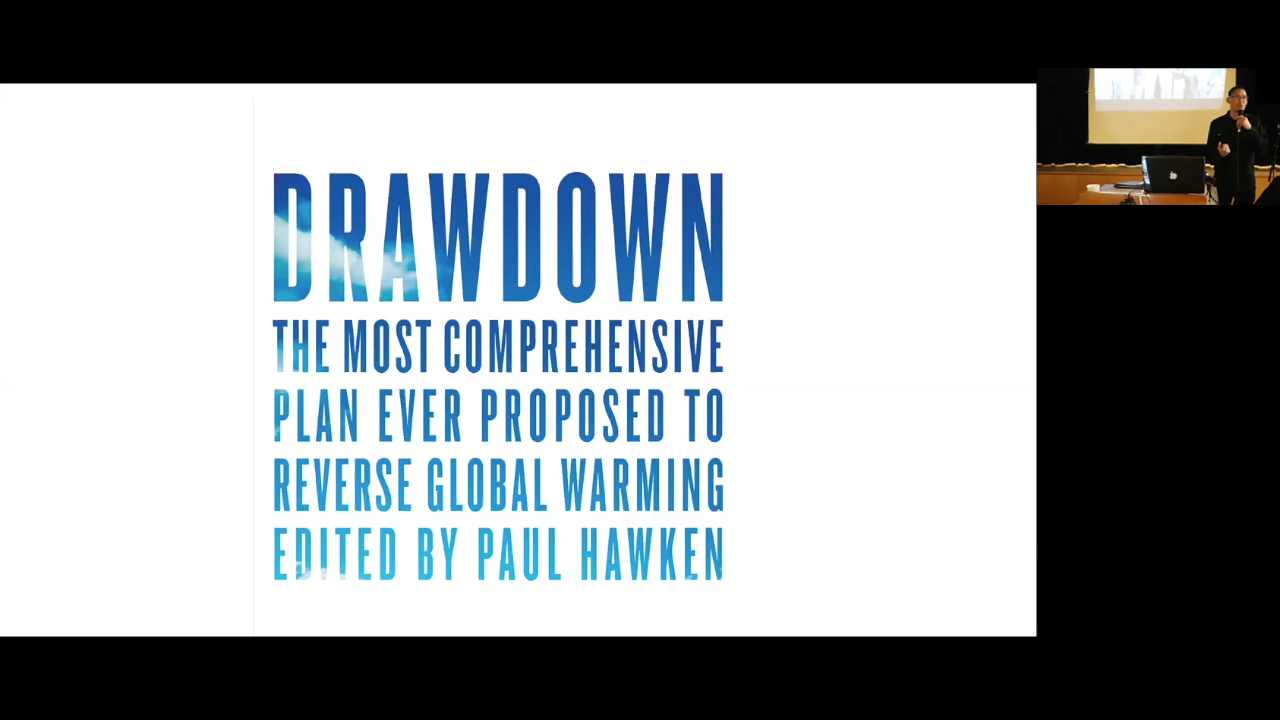 DRAWDOWN
THE MOST COMPREHENSIVE
PLAN EVER PROPOSED TO
REVERSE GLOBAL WARMING
EDITED BY PAUL HAWKEN